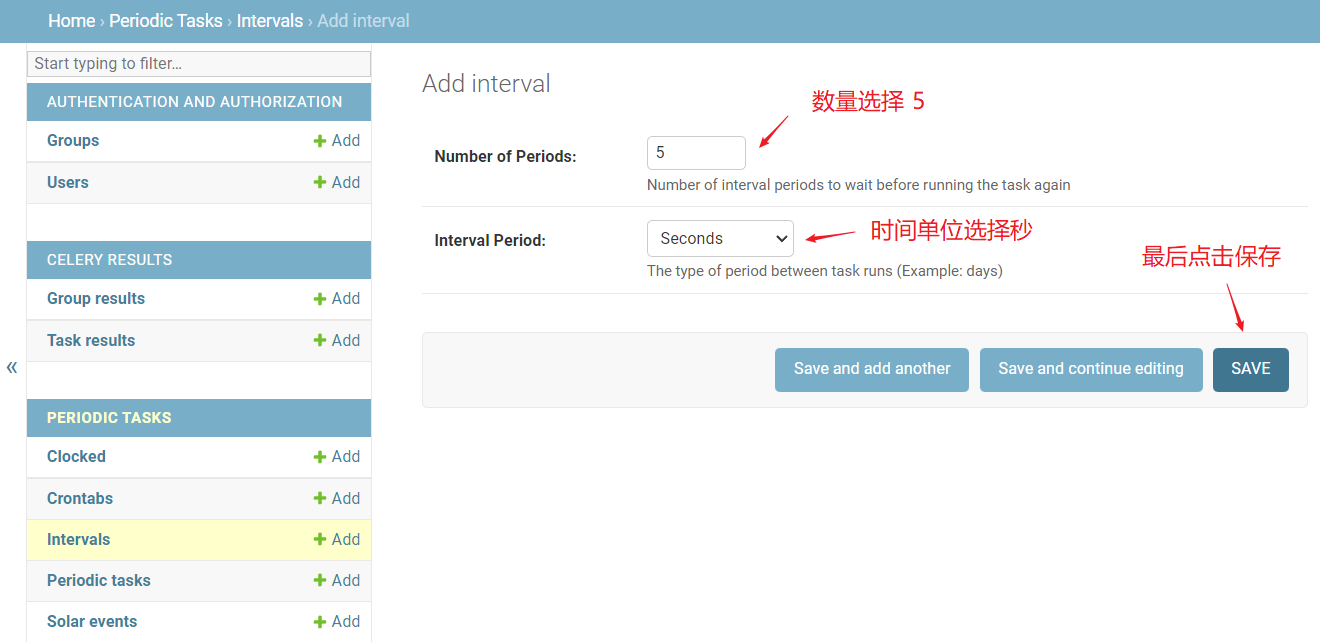 Home › Periodic Tasks › Intervals › Add interval
Start typing to filter...
AUTHENTICATION AND AUTHORIZATION
Groups + Add
Users + Add
CELERY RESULTS
Group results + Add
Task results + Add
«
PERIODIC TASKS
Clocked + Add
Crontabs + Add
Intervals + Add
Periodic tasks + Add
Solar events + Add
Add interval
数量选择 5
Number of Periods: 5
Number of interval periods to wait before running the task again
Interval Period: Seconds
时间单位选择秒
The type of period between task runs (Example: days)
最后点击保存
Save and add another Save and continue editing SAVE